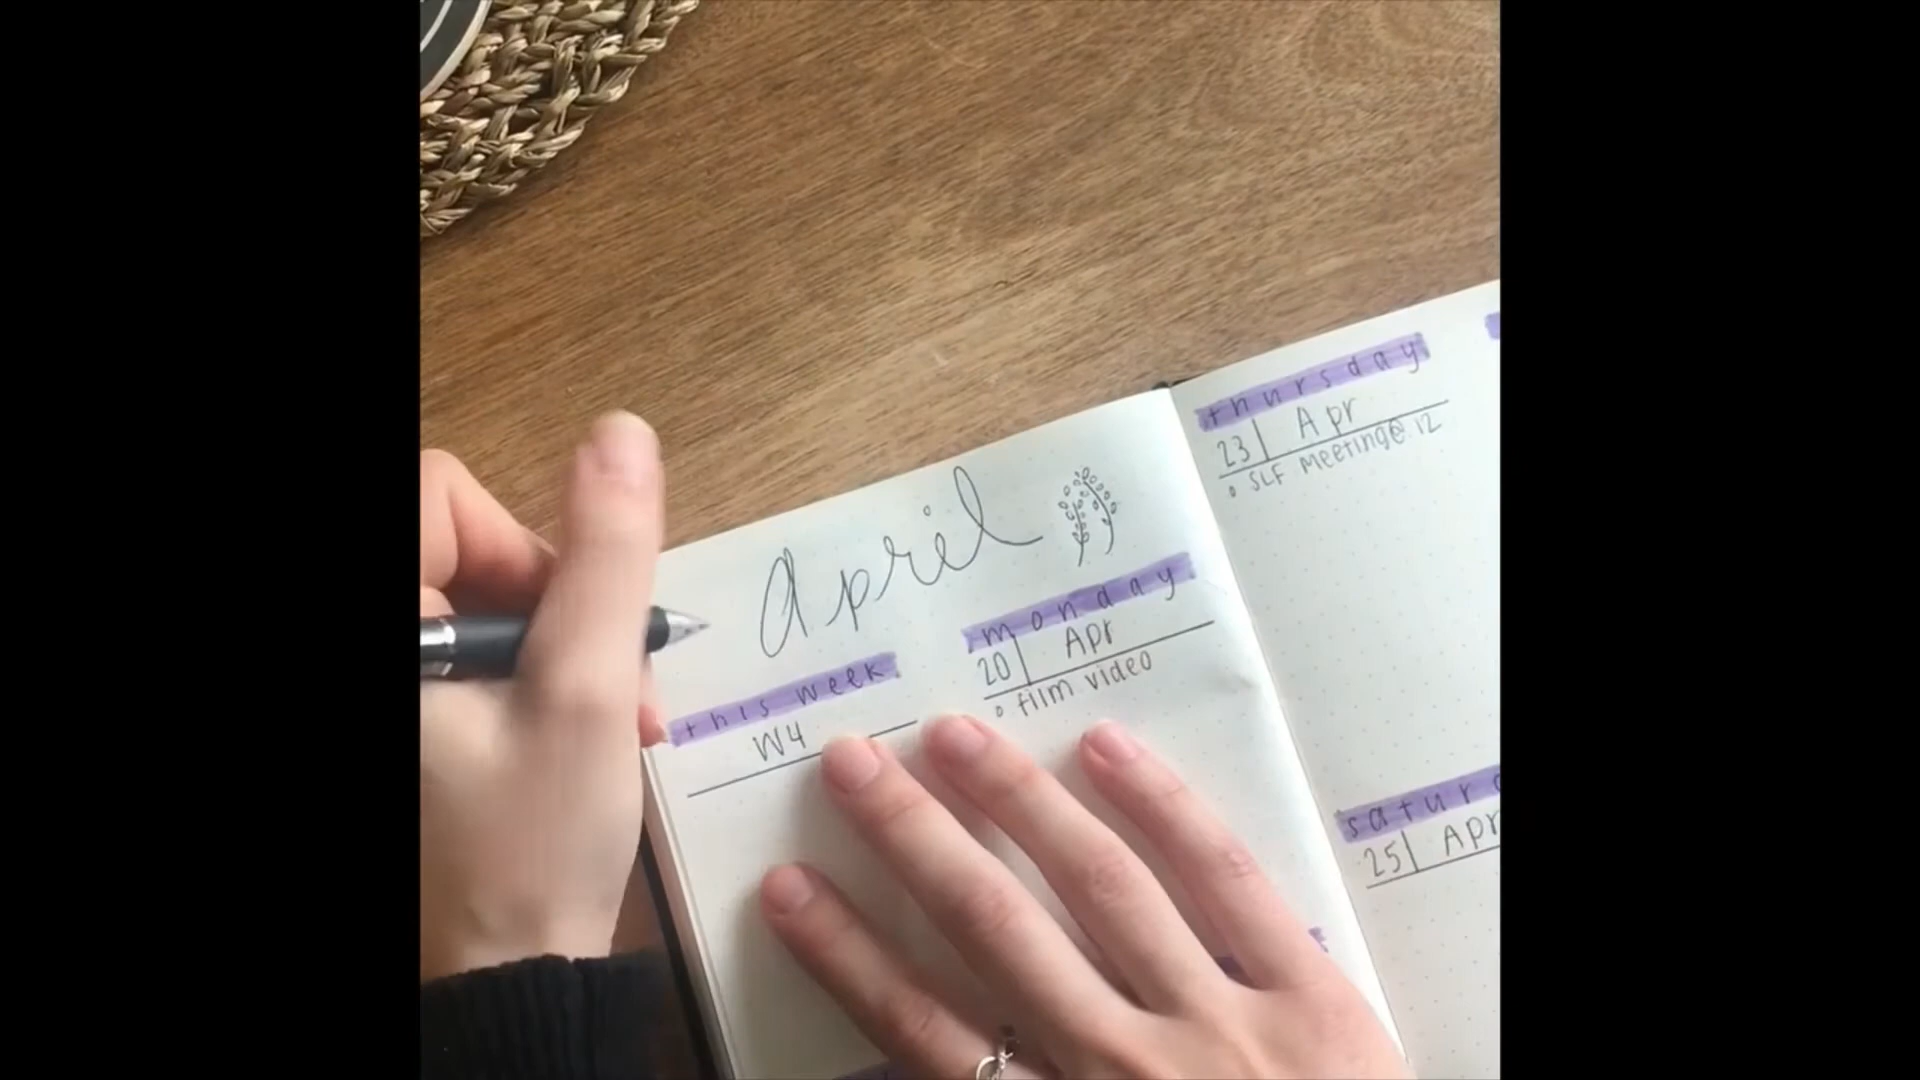 April
this week
W4
monday
20 | Apr
film video
thursday
23 | Apr
SLF Meeting@ 12
25 | Apr